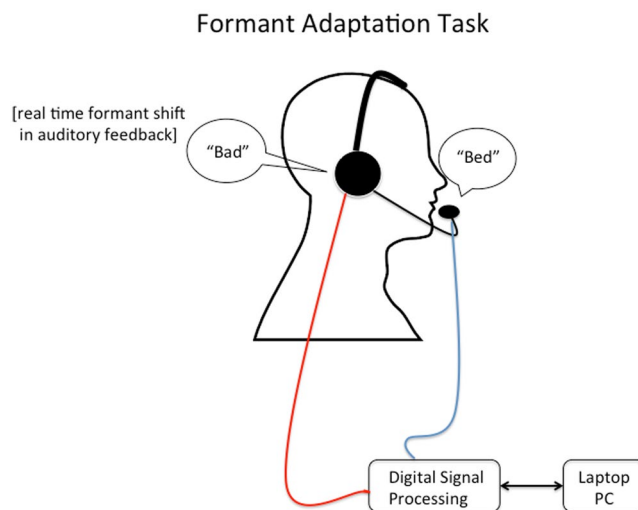 Formant Adaptation Task
[real time formant shift
in auditory feedback]
“Bad”
“Bed”
Digital Signal
Processing
Laptop
PC